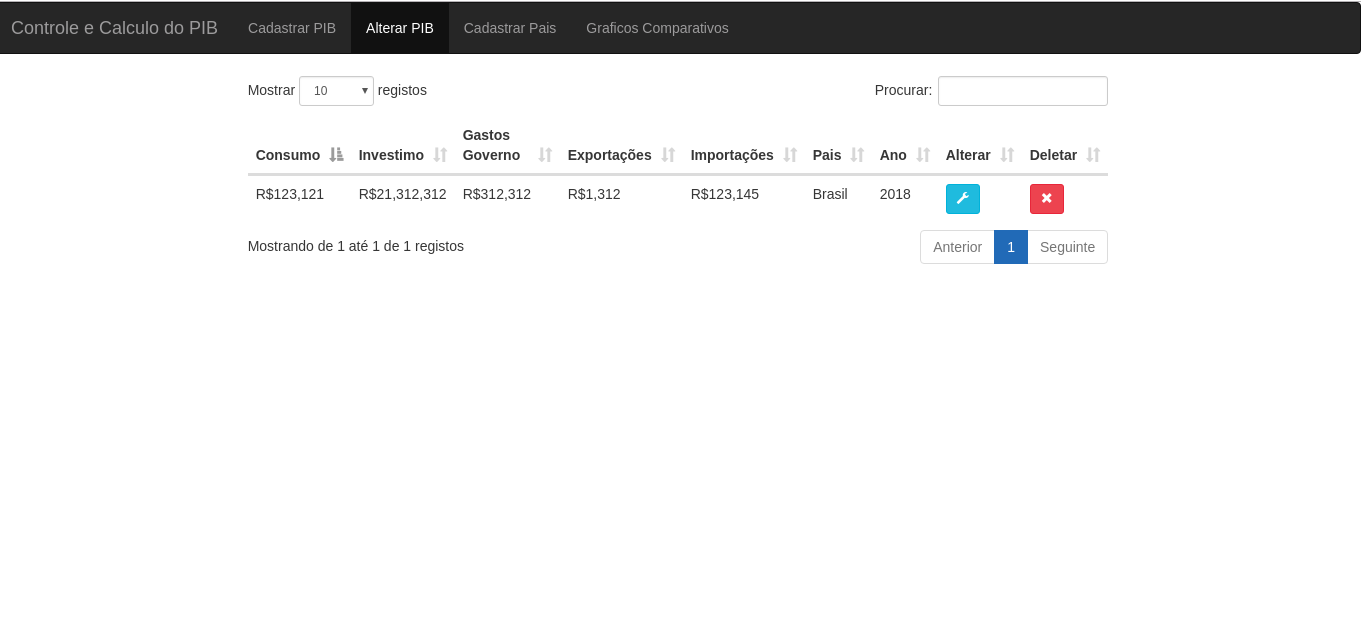 Controle e Calculo do PIB Cadastrar PIB Alterar PIB Cadastrar Pais Graficos Comparativos
Mostrar 10 registos Procurar:
Gastos
Consumo Investimo Governo Exportações Importações Pais Ano Alterar Deletar
R$123,121 R$21,312,312 R$312,312 R$1,312 R$123,145 Brasil 2018
Mostrando de 1 até 1 de 1 registos Anterior 1 Seguinte